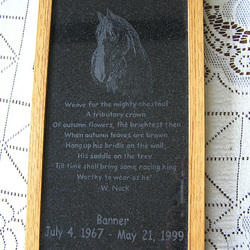 Weave for the mighty chestnut
A tributary crown
Of autumn flowers, the brightest then
When autumn leaves are brown
Hang up his bridle on the wall,
His saddle on the tree
Till time shall bring some racing king
Worthy to wear as he!
-W. Nack
Banner
July 4, 1967 - May 21, 1999